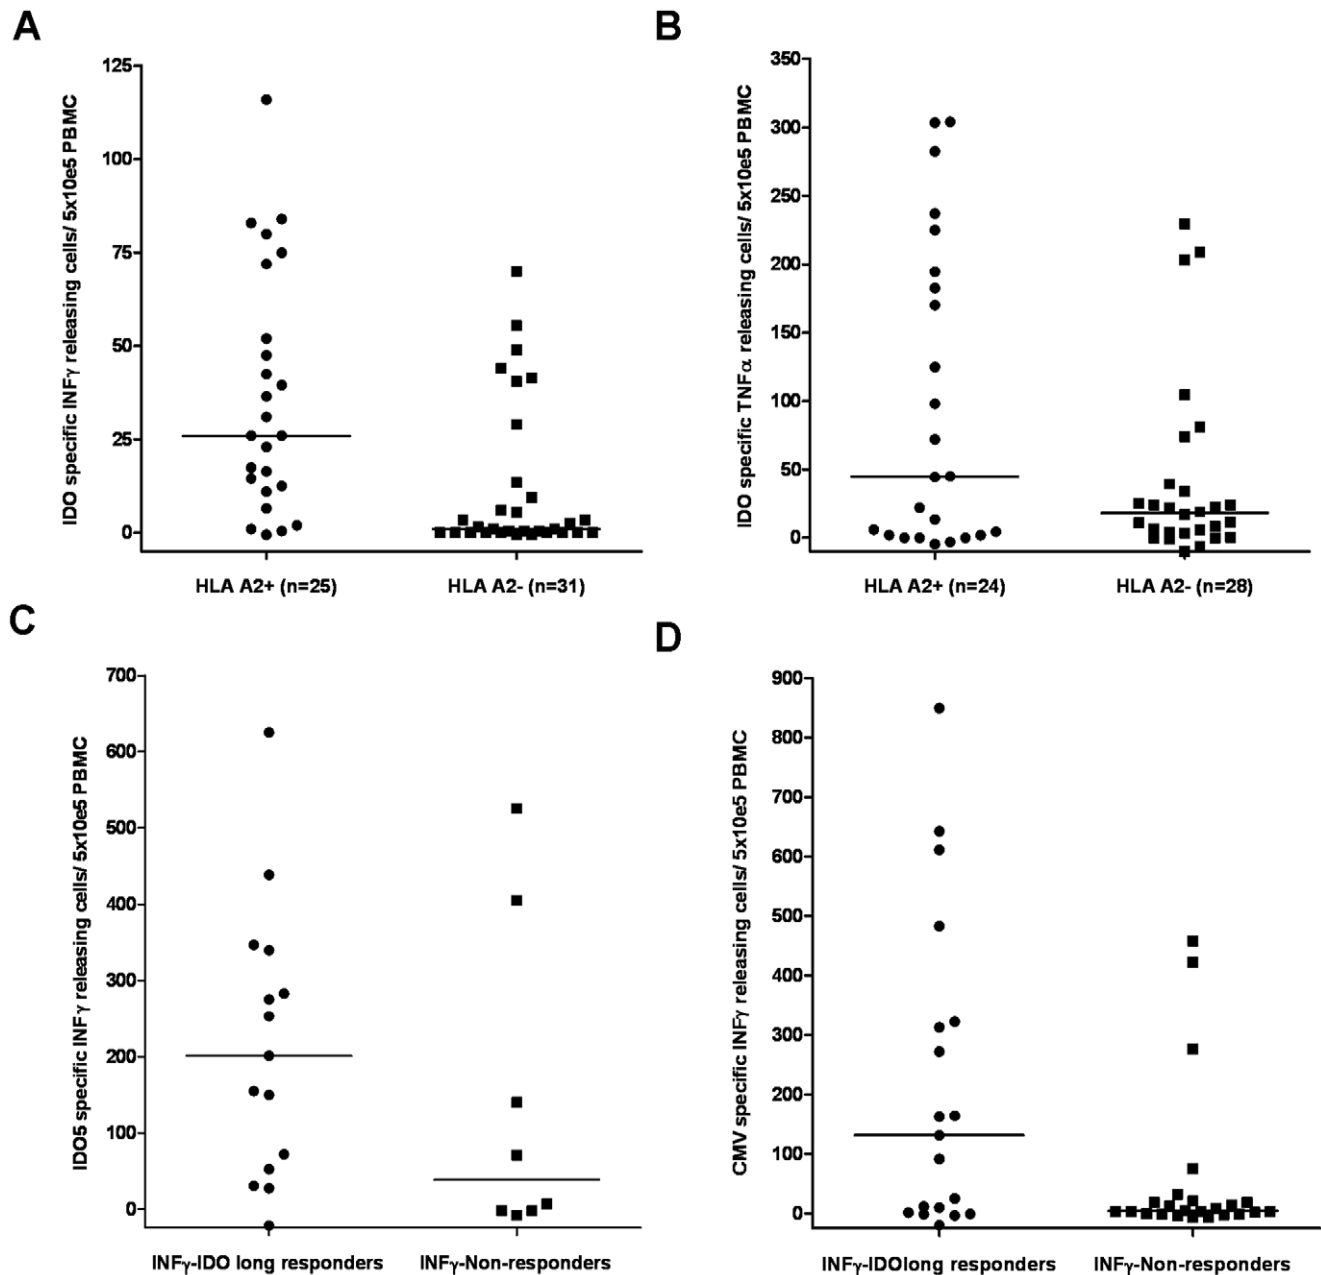 A
IDO specific INFγ releasing cells/ 5x10e5 PBMC
125
100
75
50
25
0
HLA A2+ (n=25)
HLA A2- (n=31)
B
IDO specific TNFα releasing cells/ 5x10e5 PBMC
350
300
250
200
150
100
50
0
HLA A2+ (n=24)
HLA A2- (n=28)
C
IDO5 specific INFγ releasing cells/ 5x10e5 PBMC
700
600
500
400
300
200
100
0
INFγ-IDO long responders
INFγ-Non-responders
D
CMV specific INFγ releasing cells/ 5x10e5 PBMC
900
800
700
600
500
400
300
200
100
0
INFγ-IDOlong responders
INFγ-Non-responders